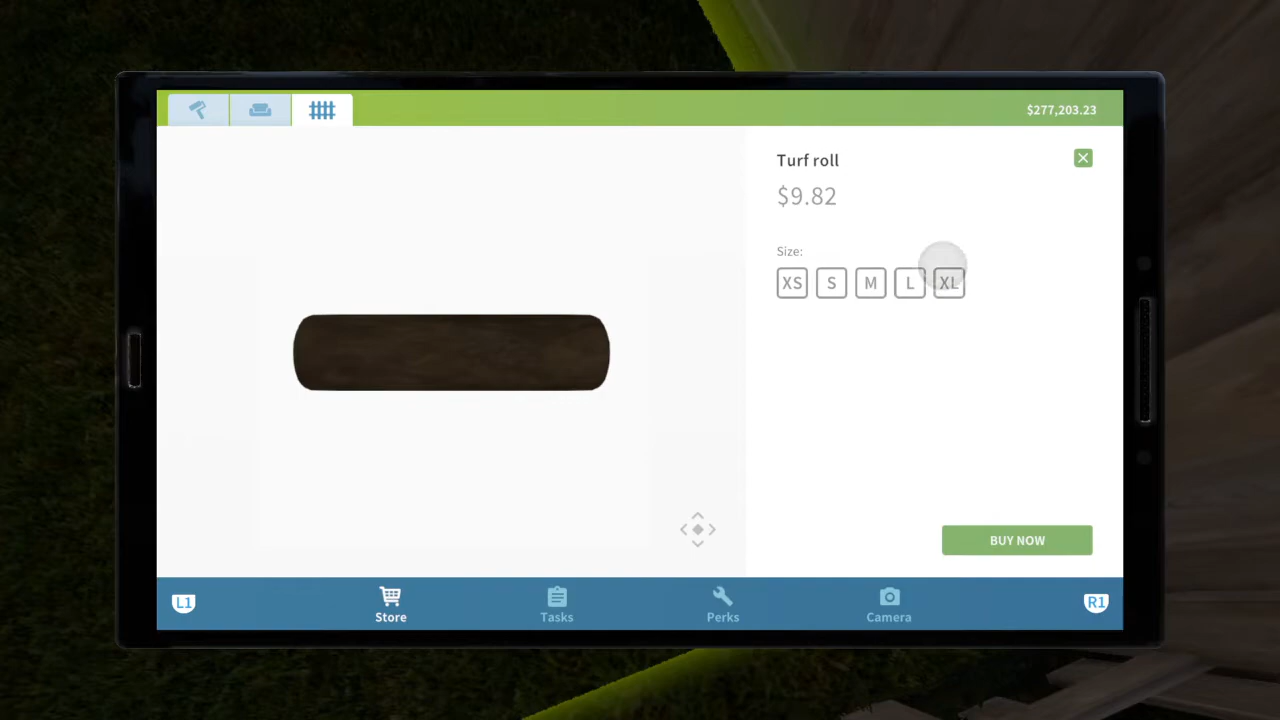 $277,203.23
Turf roll
$9.82
Size:
XS S M L XL
BUY NOW
L1 Store Tasks Perks Camera R1